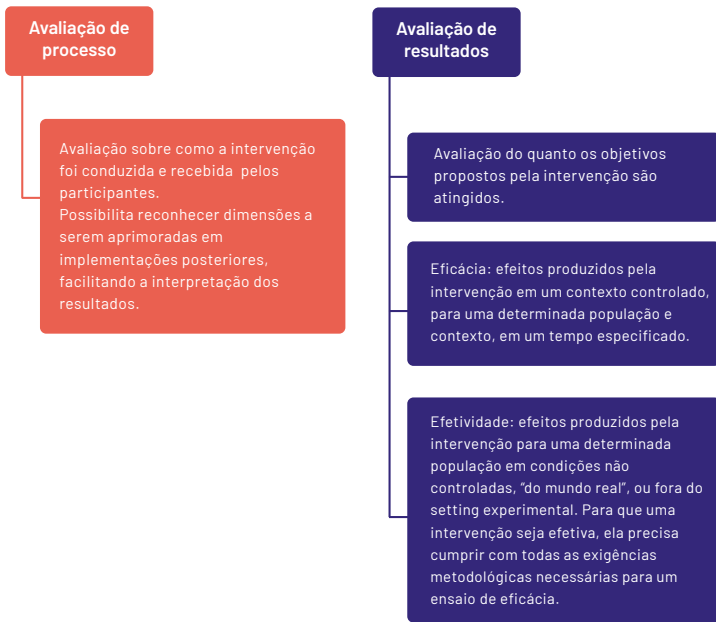 Avaliação de
processo
Avaliação sobre como a intervenção
foi conduzida e recebida pelos
participantes.
Possibilita reconhecer dimensões a
serem aprimoradas em
implementações posteriores,
facilitando a interpretação dos
resultados.
Avaliação de
resultados
Avaliação do quanto os objetivos
propostos pela intervenção são
atingidos.
Eficácia: efeitos produzidos pela
intervenção em um contexto controlado,
para uma determinada população e
contexto, em um tempo especificado.
Efetividade: efeitos produzidos pela
intervenção para uma determinada
população em condições não
controladas, “do mundo real”, ou fora do
setting experimental. Para que uma
intervenção seja efetiva, ela precisa
cumprir com todas as exigências
metodológicas necessárias para um
ensaio de eficácia.